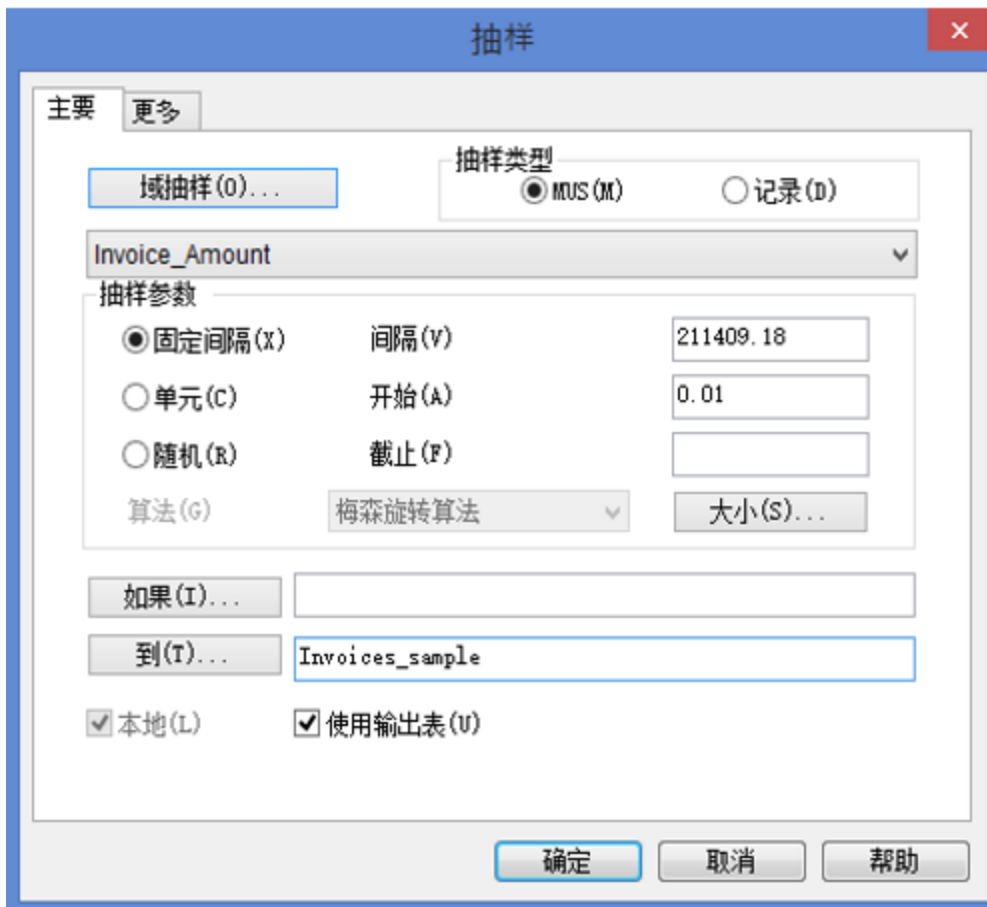 抽样
主要 更多
抽样类型
域抽样(O)... MUS(M) 记录(D)
Invoice_Amount
抽样参数
固定间隔(X) 间隔(V) 211409.18
单元(C) 开始(A) 0.01
随机(R) 截止(F)
算法(G) 梅森旋转算法 大小(S)...
如果(I)...
到(T)... Invoices_sample
本地(L) 使用输出表(U)
确定 取消 帮助